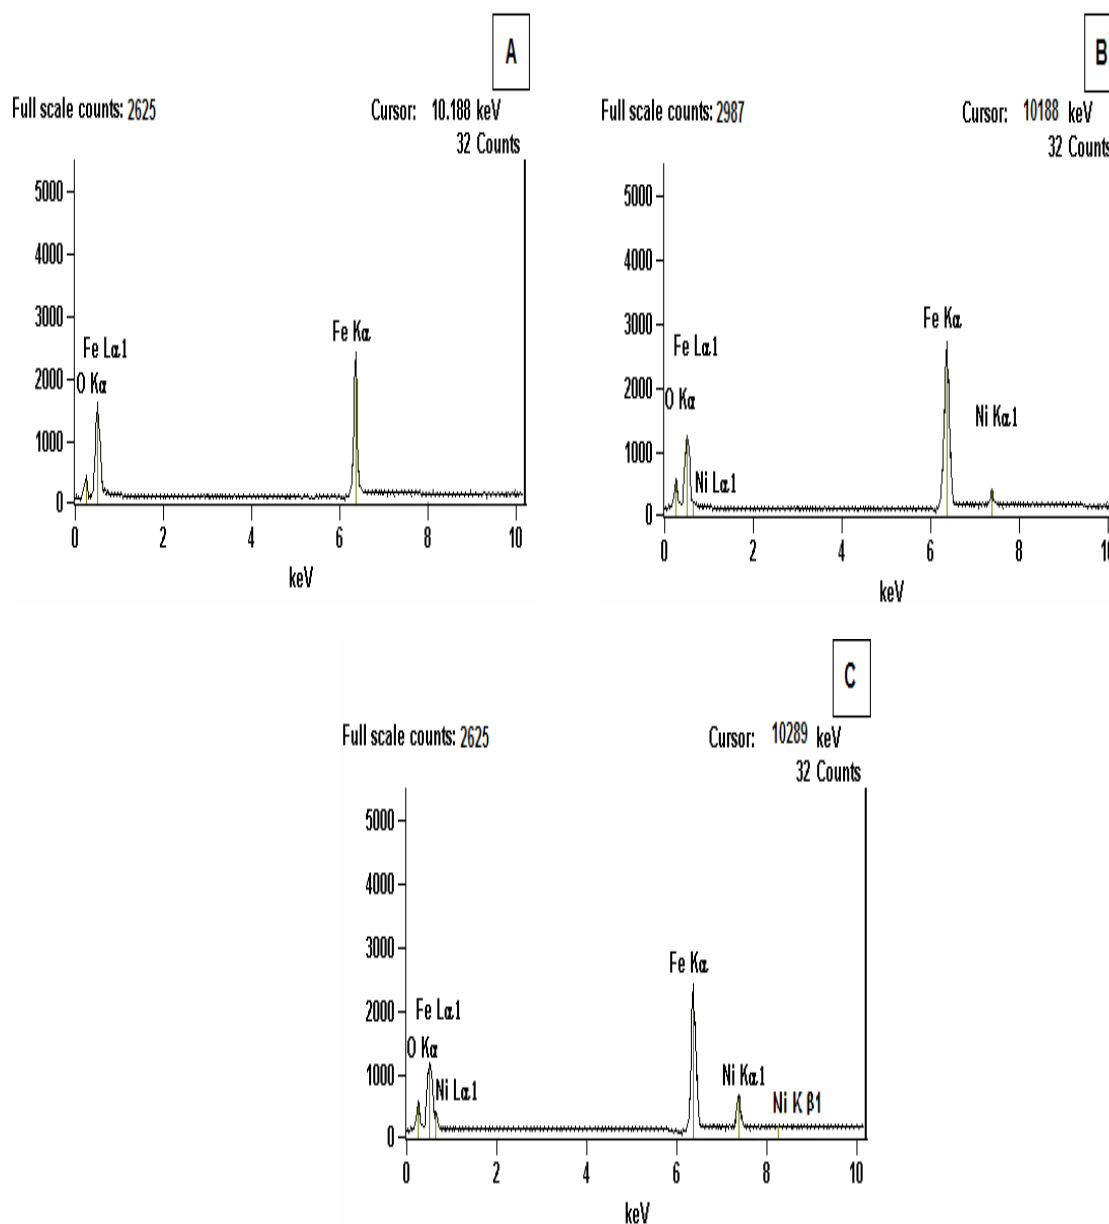 A
Full scale counts: 2625
Cursor: 10.188 keV
32 Counts
5000
4000
3000
2000
1000
0
Fe Lα1
O Kα
Fe Kα
0 2 4 6 8 10
keV
B
Full scale counts: 2987
Cursor: 10188 keV
32 Counts
5000
4000
3000
2000
1000
0
Fe Lα1
O Kα
Ni Lα1
Fe Kα
Ni Kα1
0 2 4 6 8 10
keV
C
Full scale counts: 2625
Cursor: 10289 keV
32 Counts
5000
4000
3000
2000
1000
0
Fe Lα1
O Kα
Ni Lα1
Fe Kα
Ni Kα1
Ni K β1
0 2 4 6 8 10
keV